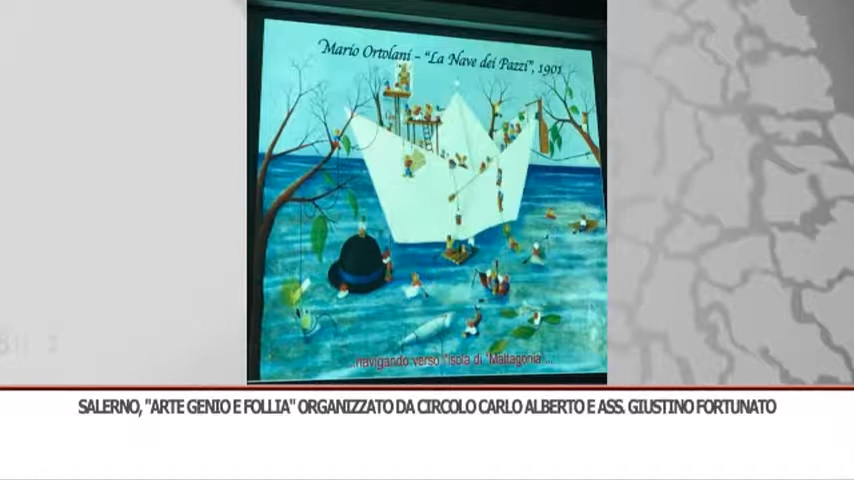 Mario Ortolani - "La Nave dei Pazzi", 1901
...navigando verso l'Isola di "Mattagonia"...
SALERNO, "ARTE GENIO E FOLLIA" ORGANIZZATO DA CIRCOLO CARLO ALBERTO E ASS. GIUSTINO FORTUNATO